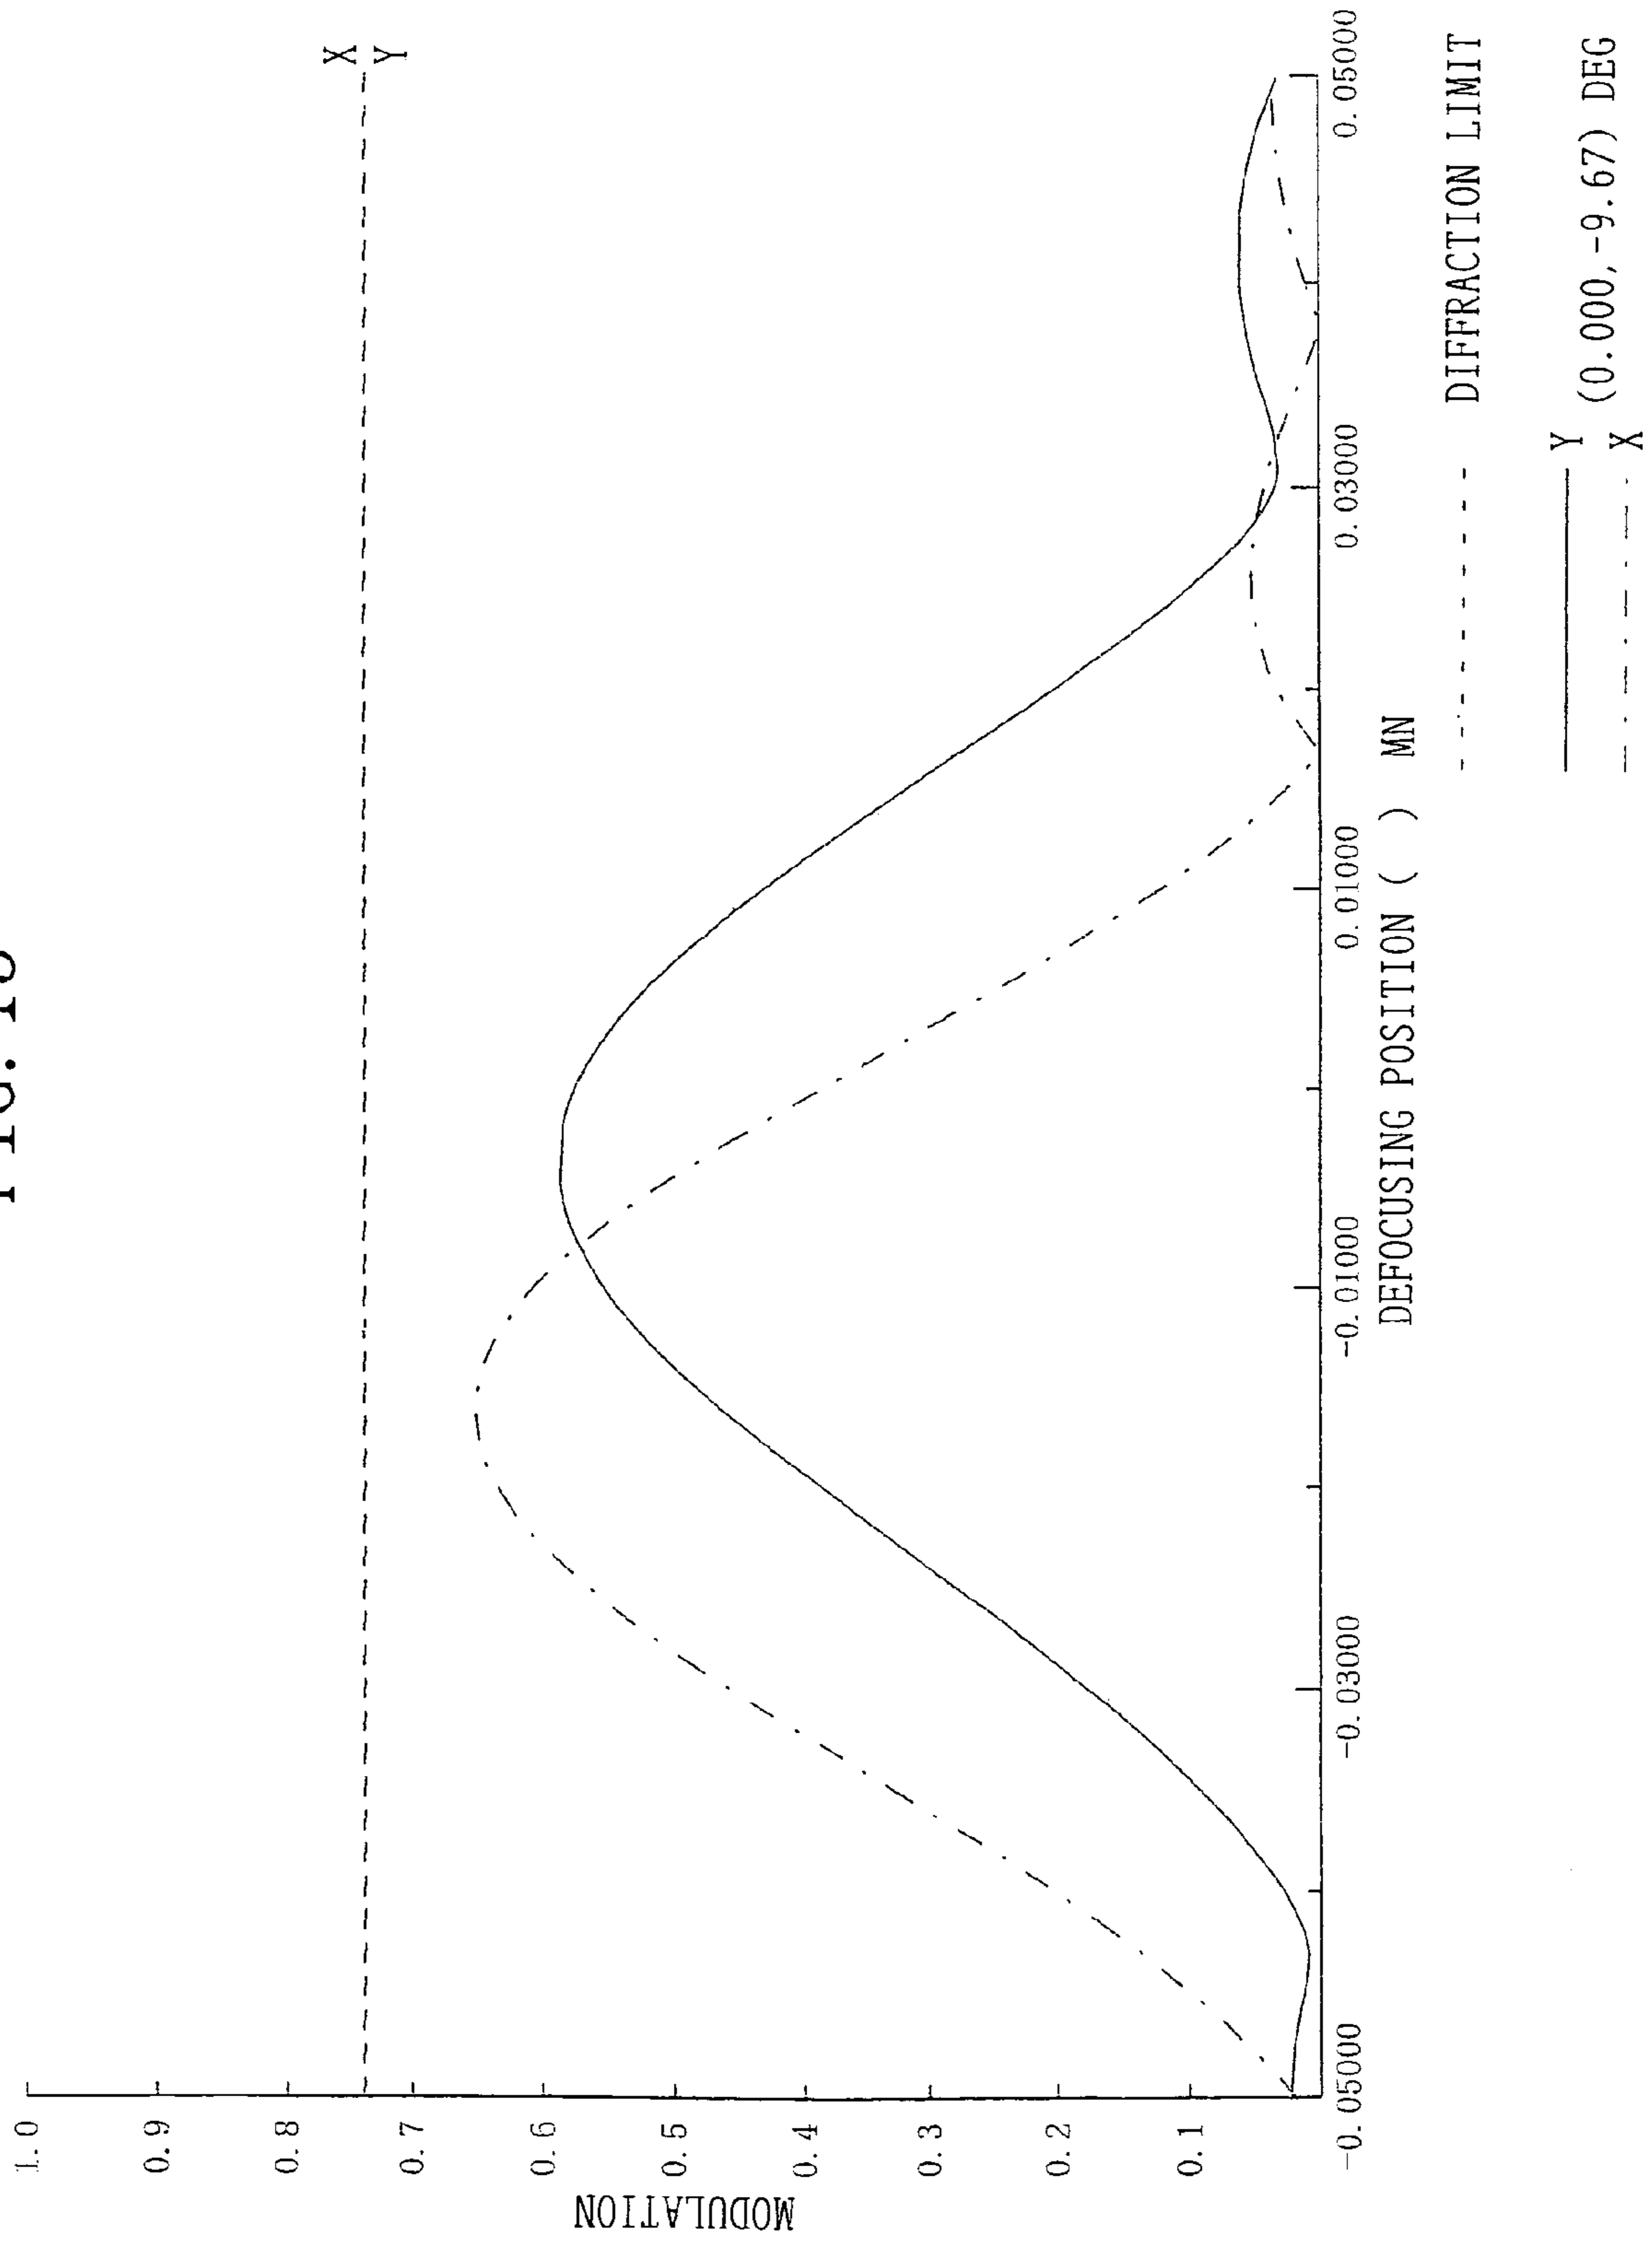 1.0
0.9
0.8
0.7
0.6
0.5
0.4
0.3
0.2
0.1
MODULATION
X
Y
-0.05000
-0.03000
-0.01000
0.01000
0.03000
0.05000
DEFOCUSING POSITION ( ) MN
DIFFRACTION LIMIT
Y
(0.000,-9.67) DEG
X